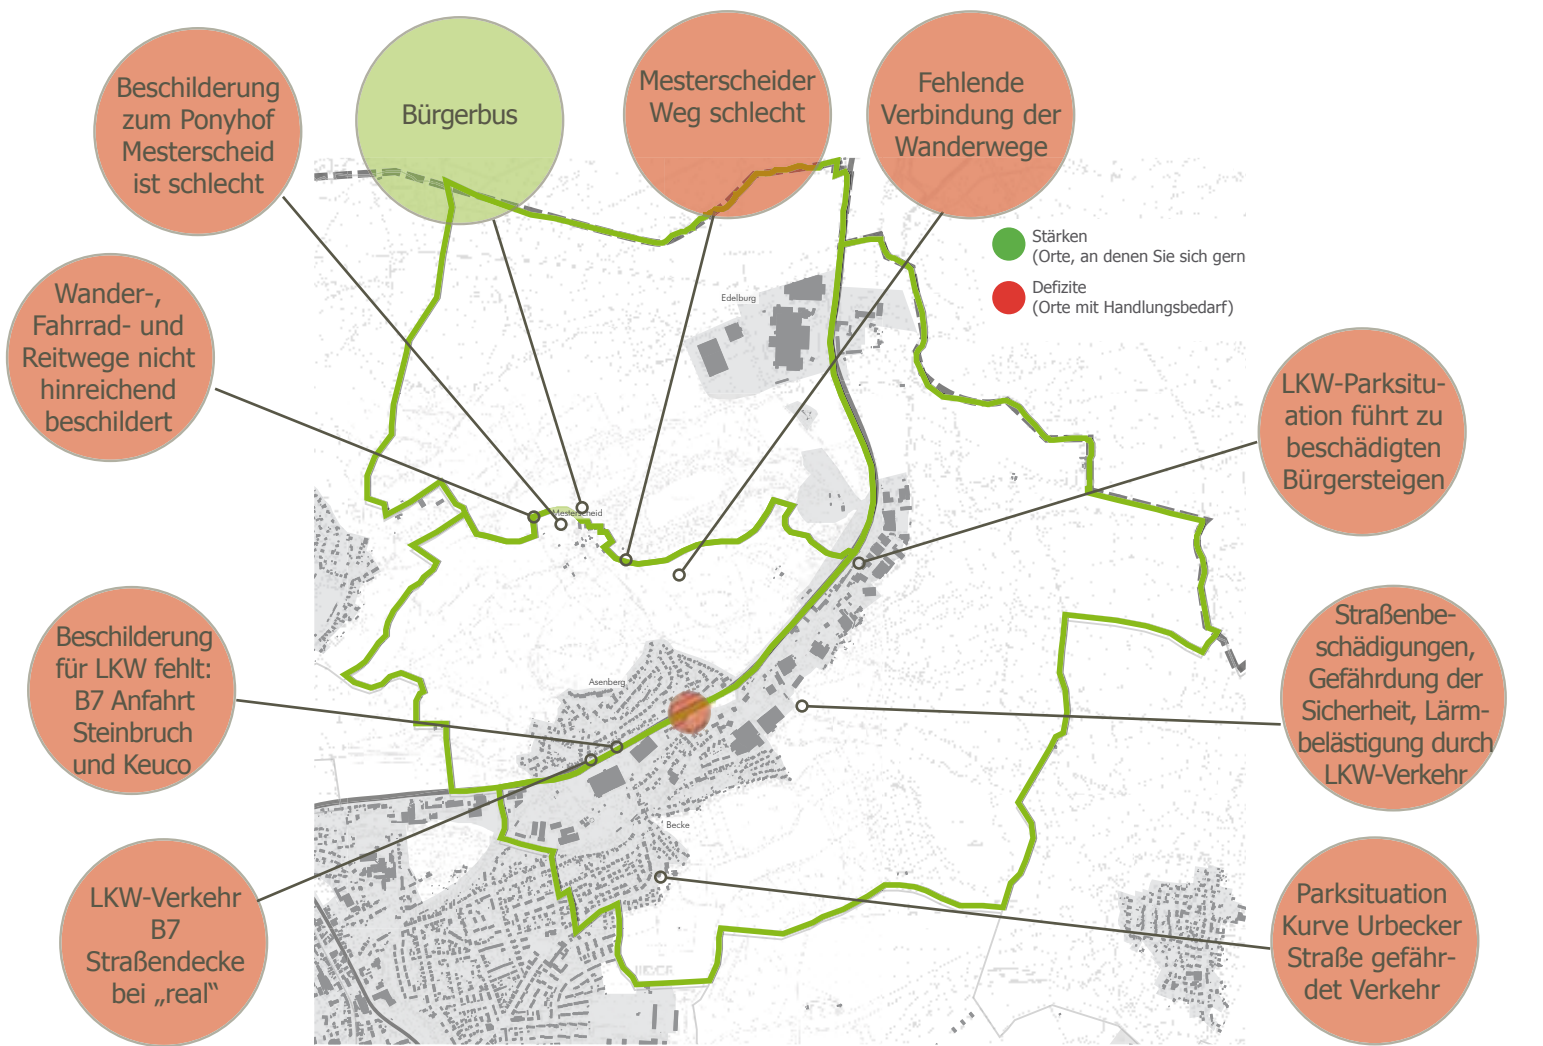 Beschilderung
zum Ponyhof
Mesterscheid
ist schlecht
Bürgerbus
Mesterscheider
Weg schlecht
Fehlende
Verbindung der
Wanderwege
Stärken
(Orte, an denen Sie sich gern
Defizite
(Orte mit Handlungsbedarf)
Wander-,
Fahrrad- und
Reitwege nicht
hinreichend
beschildert
Edelburg
LKW-Parksitu-
ation führt zu
beschädigten
Bürgersteigen
Mesterscheid
Beschilderung
für LKW fehlt:
B7 Anfahrt
Steinbruch
und Keuco
Asenberg
Straßenbe-
schädigungen,
Gefährdung der
Sicherheit, Lärm-
belästigung durch
LKW-Verkehr
Becke
LKW-Verkehr
B7
Straßendecke
bei „real“
Parksituation
Kurve Urbecker
Straße gefähr-
det Verkehr